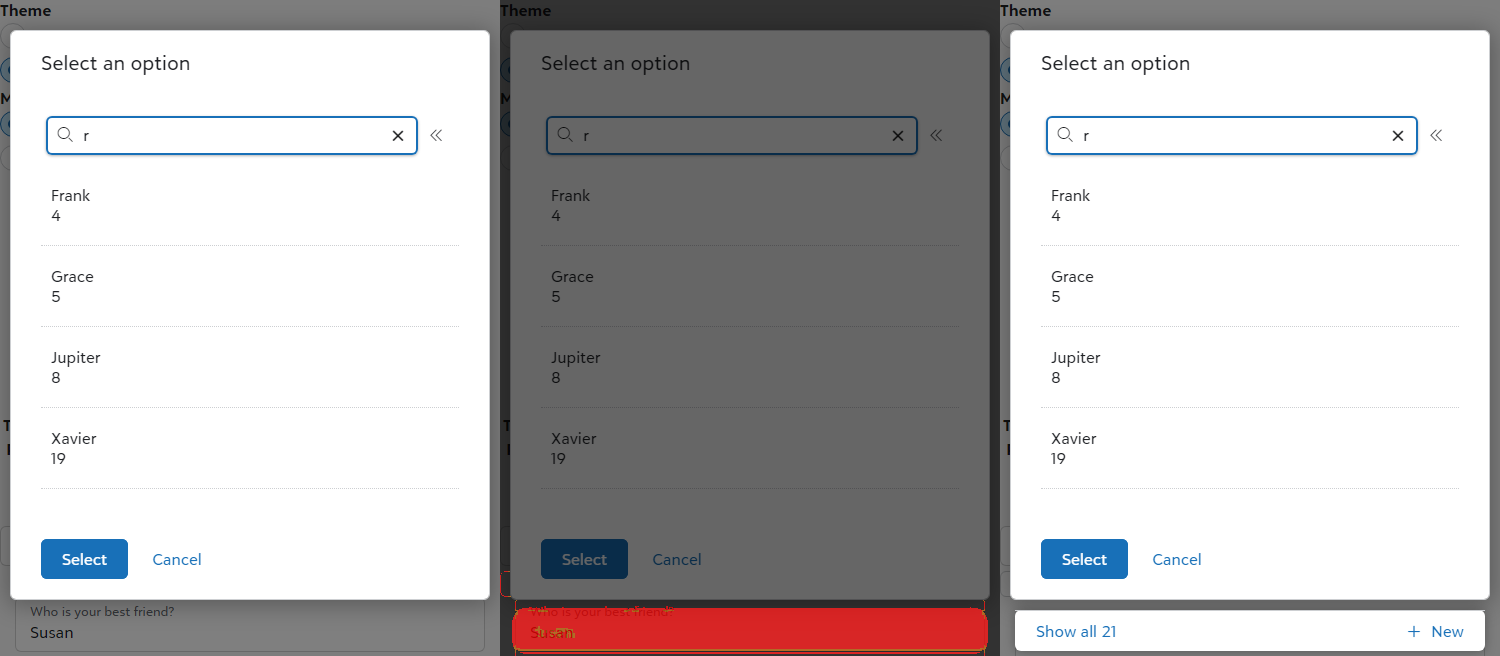 Theme
Select an option
r
Frank
4
Grace
5
Jupiter
8
Xavier
19
Select
Cancel
Who is your best friend?
Susan
Theme
Select an option
r
Frank
4
Grace
5
Jupiter
8
Xavier
19
Select
Cancel
Who is your best friend?
Susan
Theme
Select an option
r
Frank
4
Grace
5
Jupiter
8
Xavier
19
Select
Cancel
Show all 21
New